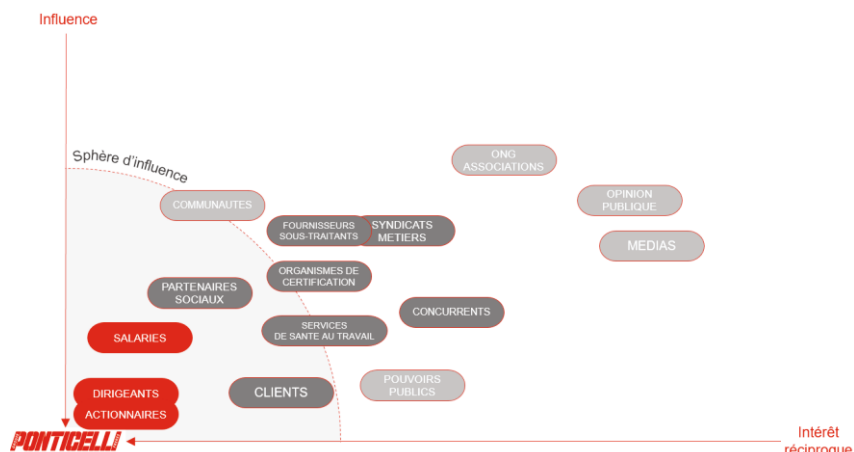 Influence
Sphère d'influence
ONG
ASSOCIATIONS
COMMUNAUTES
OPINION
PUBLIQUE
FOURNISSEURS
SOUS-TRAITANTS
SYNDICATS
METIERS
MEDIAS
ORGANISMES DE
CERTIFICATION
PARTENAIRES
SOCIAUX
CONCURRENTS
SERVICES
DE SANTE AU TRAVAIL
SALARIES
POUVOIRS
PUBLICS
DIRIGEANTS
CLIENTS
ACTIONNAIRES
PONTICELLI
Intérêt
réciproque